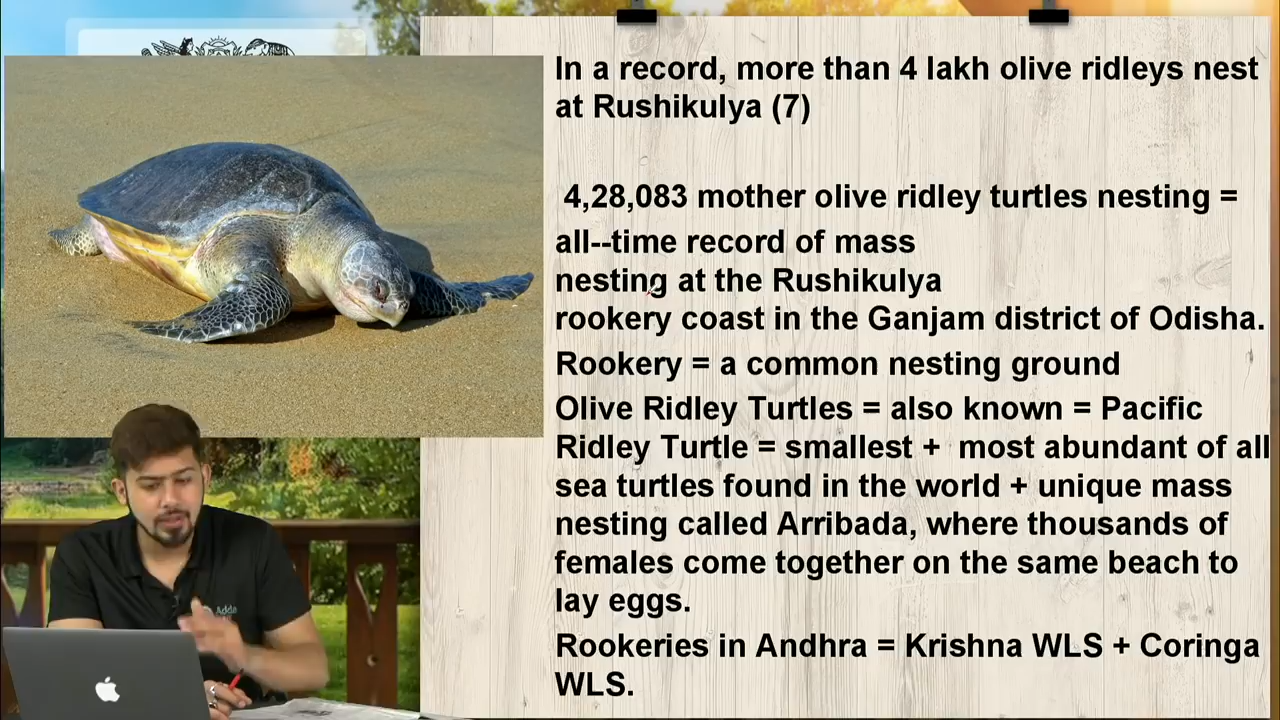 In a record, more than 4 lakh olive ridleys nest
at Rushikulya (7)
4,28,083 mother olive ridley turtles nesting =
all--time record of mass
nesting at the Rushikulya
rookery coast in the Ganjam district of Odisha.
Rookery = a common nesting ground
Olive Ridley Turtles = also known = Pacific
Ridley Turtle = smallest + most abundant of all
sea turtles found in the world + unique mass
nesting called Arribada, where thousands of
females come together on the same beach to
lay eggs.
Rookeries in Andhra = Krishna WLS + Coringa
WLS.
Adda